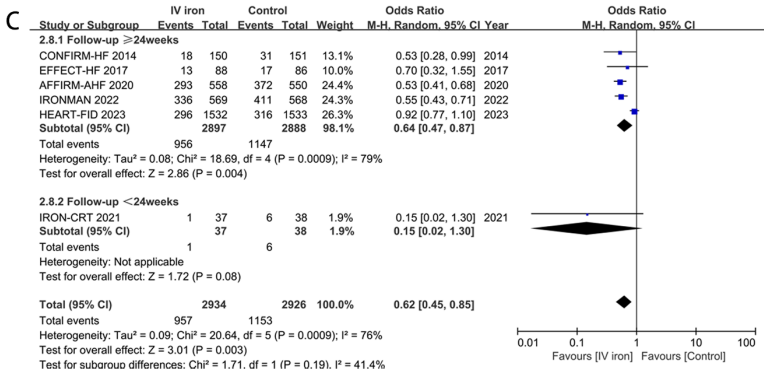 C
IV iron Control Odds Ratio Odds Ratio
Study or Subgroup Events Total Events Total Weight M-H. Random. 95% CI Year M-H. Random. 95% CI
2.8.1 Follow-up ≥24weeks
CONFIRM-HF 2014 18 150 31 151 13.1% 0.53 [0.28, 0.99] 2014
EFFECT-HF 2017 13 88 17 86 10.0% 0.70 [0.32, 1.55] 2017
AFFIRM-AHF 2020 293 558 372 550 24.4% 0.53 [0.41, 0.68] 2020
IRONMAN 2022 336 569 411 568 24.3% 0.55 [0.43, 0.71] 2022
HEART-FID 2023 296 1532 316 1533 26.3% 0.92 [0.77, 1.10] 2023
Subtotal (95% CI) 2897 2888 98.1% 0.64 [0.47, 0.87]
Total events 956 1147
Heterogeneity: Tau² = 0.08; Chi² = 18.69, df = 4 (P = 0.0009); I² = 79%
Test for overall effect: Z = 2.86 (P = 0.004)
2.8.2 Follow-up <24weeks
IRON-CRT 2021 1 37 6 38 1.9% 0.15 [0.02, 1.30] 2021
Subtotal (95% CI) 37 38 1.9% 0.15 [0.02, 1.30]
Total events 1 6
Heterogeneity: Not applicable
Test for overall effect: Z = 1.72 (P = 0.08)
Total (95% CI) 2934 2926 100.0% 0.62 [0.45, 0.85]
Total events 957 1153
Heterogeneity: Tau² = 0.09; Chi² = 20.64, df = 5 (P = 0.0009); I² = 76%
Test for overall effect: Z = 3.01 (P = 0.003)
Test for subgroup differences: Chi² = 1.71, df = 1 (P = 0.19), I² = 41.4%
0.01 0.1 1 10 100
Favours [IV iron] Favours [Control]